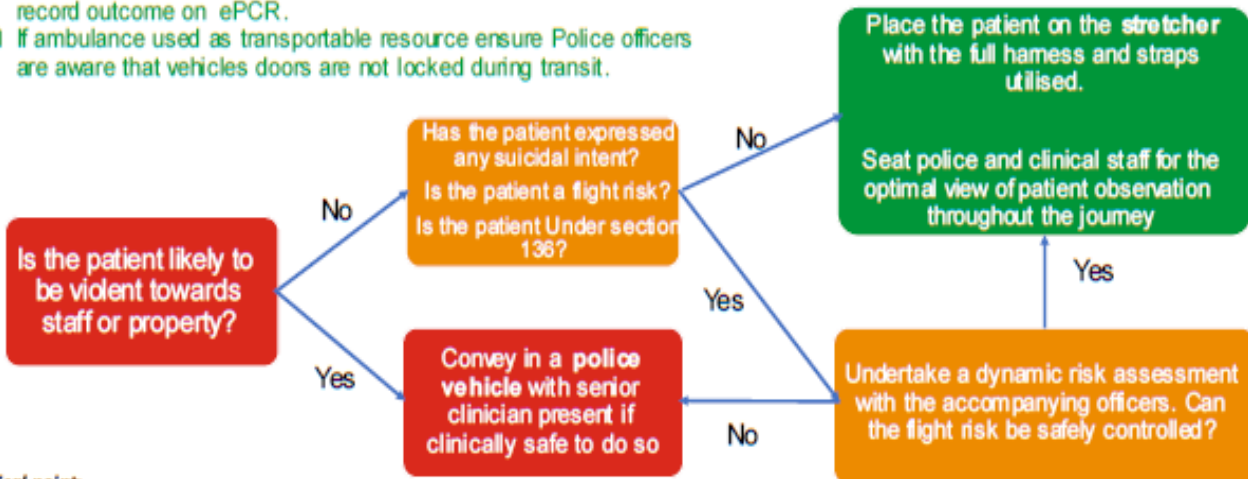 record outcome on ePCR.
If ambulance used as transportable resource ensure Police officers
are aware that vehicles doors are not locked during transit.
Place the patient on the stretcher
with the full harness and straps
utilised.
Seat police and clinical staff for the
optimal view of patient observation
throughout the journey
Has the patient expressed
any suicidal intent?
Is the patient a flight risk?
Is the patient Under section
136?
No
No
Is the patient likely to
be violent towards
staff or property?
Yes
Yes
Yes
Convey in a police
vehicle with senior
clinician present if
clinically safe to do so
No
Undertake a dynamic risk assessment
with the accompanying officers. Can
the flight risk be safely controlled?